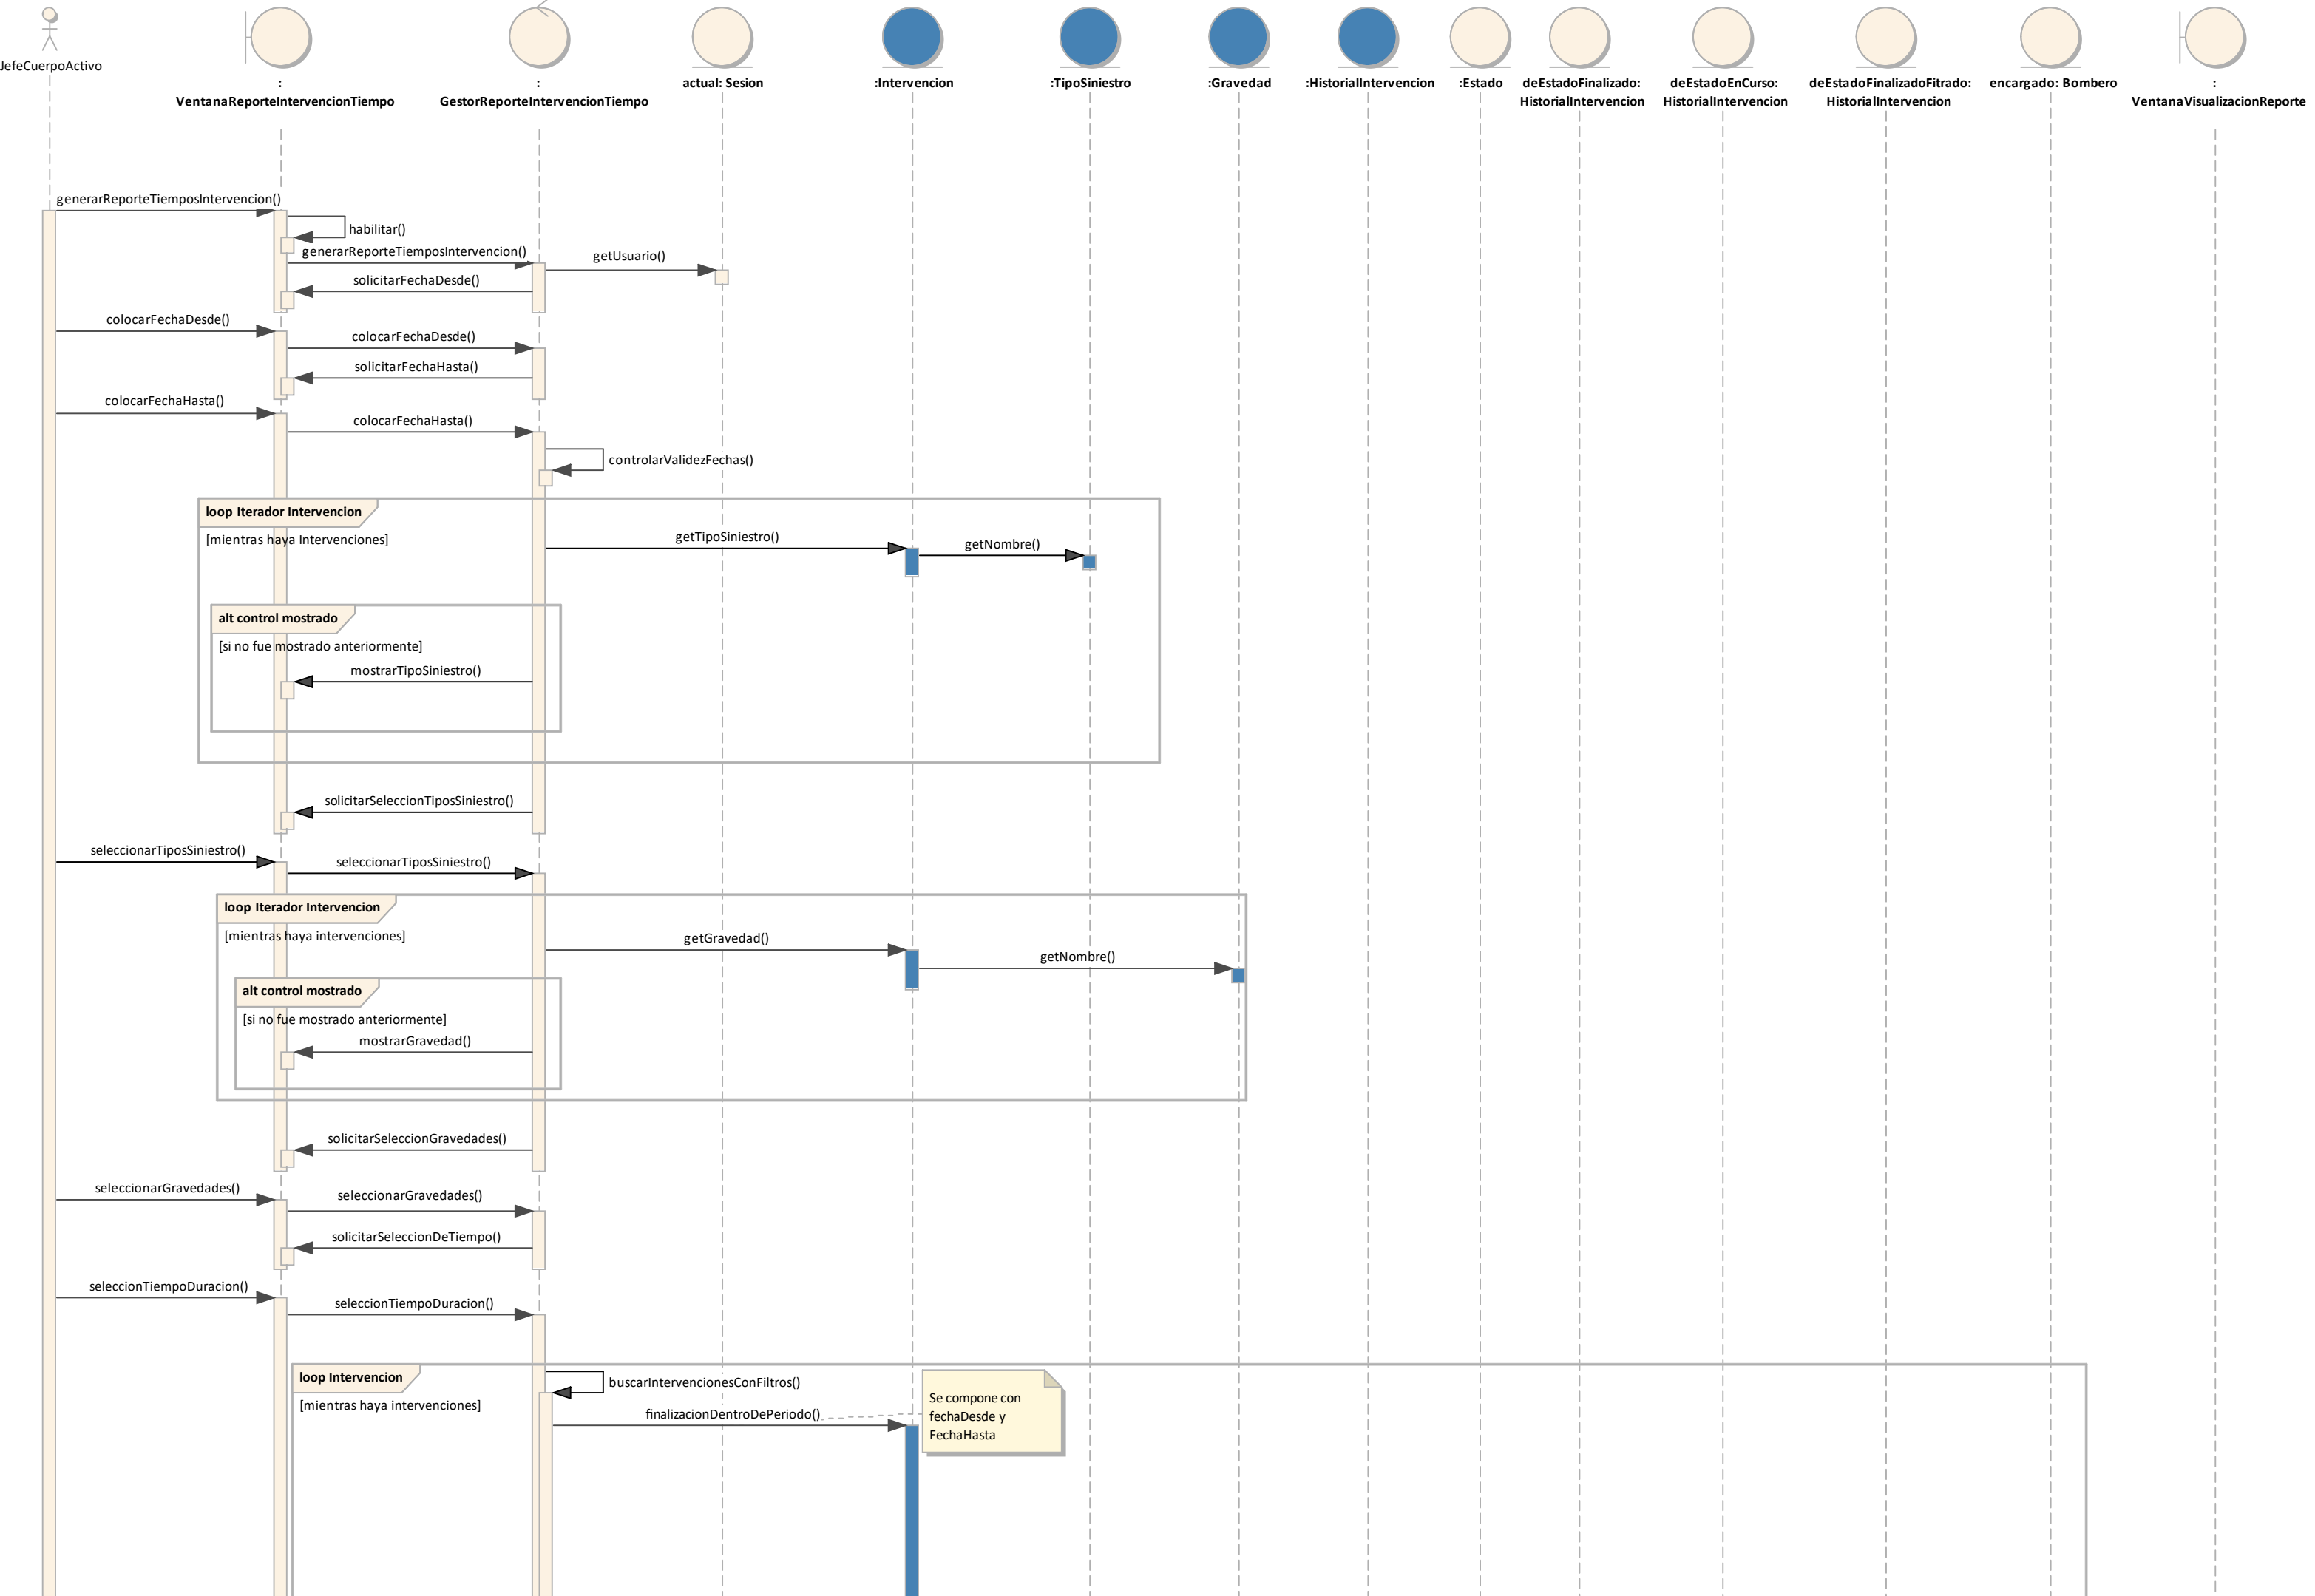 JefeCuerpoActivo
:
VentanaReporteIntervencionTiempo
:
GestorReporteIntervencionTiempo
actual: Sesion
:Intervencion
:TipoSiniestro
:Gravedad
:HistorialIntervencion
:Estado
deEstadoFinalizado:
HistorialIntervencion
deEstadoEnCurso:
HistorialIntervencion
deEstadoFinalizadoFitrado:
HistorialIntervencion
encargado: Bombero
:
VentanaVisualizacionReporte
generarReporteTiemposIntervencion()
habilitar()
generarReporteTiemposIntervencion()
getUsuario()
solicitarFechaDesde()
colocarFechaDesde()
colocarFechaDesde()
solicitarFechaHasta()
colocarFechaHasta()
colocarFechaHasta()
controlarValidezFechas()
loop Iterador Intervencion
[mientras haya Intervenciones]
getTipoSiniestro()
getNombre()
alt control mostrado
[si no fue mostrado anteriormente]
mostrarTipoSiniestro()
solicitarSeleccionTiposSiniestro()
seleccionarTiposSiniestro()
seleccionarTiposSiniestro()
loop Iterador Intervencion
[mientras haya intervenciones]
getGravedad()
getNombre()
alt control mostrado
[si no fue mostrado anteriormente]
mostrarGravedad()
solicitarSeleccionGravedades()
seleccionarGravedades()
seleccionarGravedades()
solicitarSeleccionDeTiempo()
seleccionTiempoDuracion()
seleccionTiempoDuracion()
loop Intervencion
[mientras haya intervenciones]
buscarIntervencionesConFiltros()
finalizacionDentroDePeriodo()
Se compone con
fechaDesde y
FechaHasta